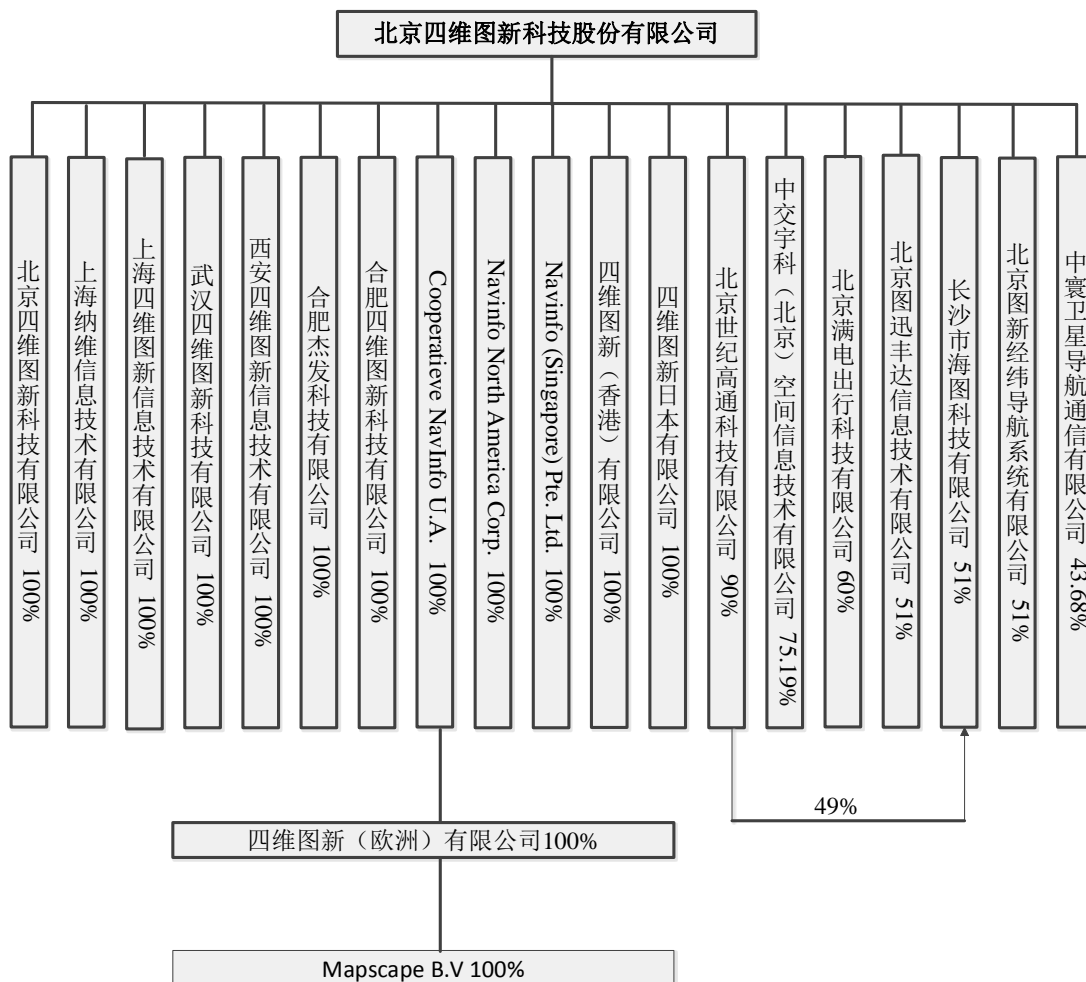 北京四维图新科技股份有限公司
北京四维图新科技有限公司 100%
上海纳维信息技术有限公司 100%
上海四维图新信息技术有限公司 100%
武汉四维图新科技有限公司 100%
西安四维图新信息技术有限公司 100%
合肥杰发科技有限公司 100%
合肥四维图新科技有限公司 100%
Cooperatieve NavInfo U.A. 100%
Navinfo North America Corp. 100%
Navinfo (Singapore) Pte. Ltd. 100%
四维图新（香港）有限公司 100%
四维图新日本有限公司 100%
北京世纪高通科技有限公司 90%
中交宇科（北京）空间信息技术有限公司 75.19%
北京满电出行科技有限公司 60%
北京图迅丰达信息技术有限公司 51%
长沙市海图科技有限公司 51%
北京图新经纬导航系统有限公司 51%
中寰卫星导航通信有限公司 43.68%
49%
四维图新（欧洲）有限公司100%
Mapscape B.V 100%